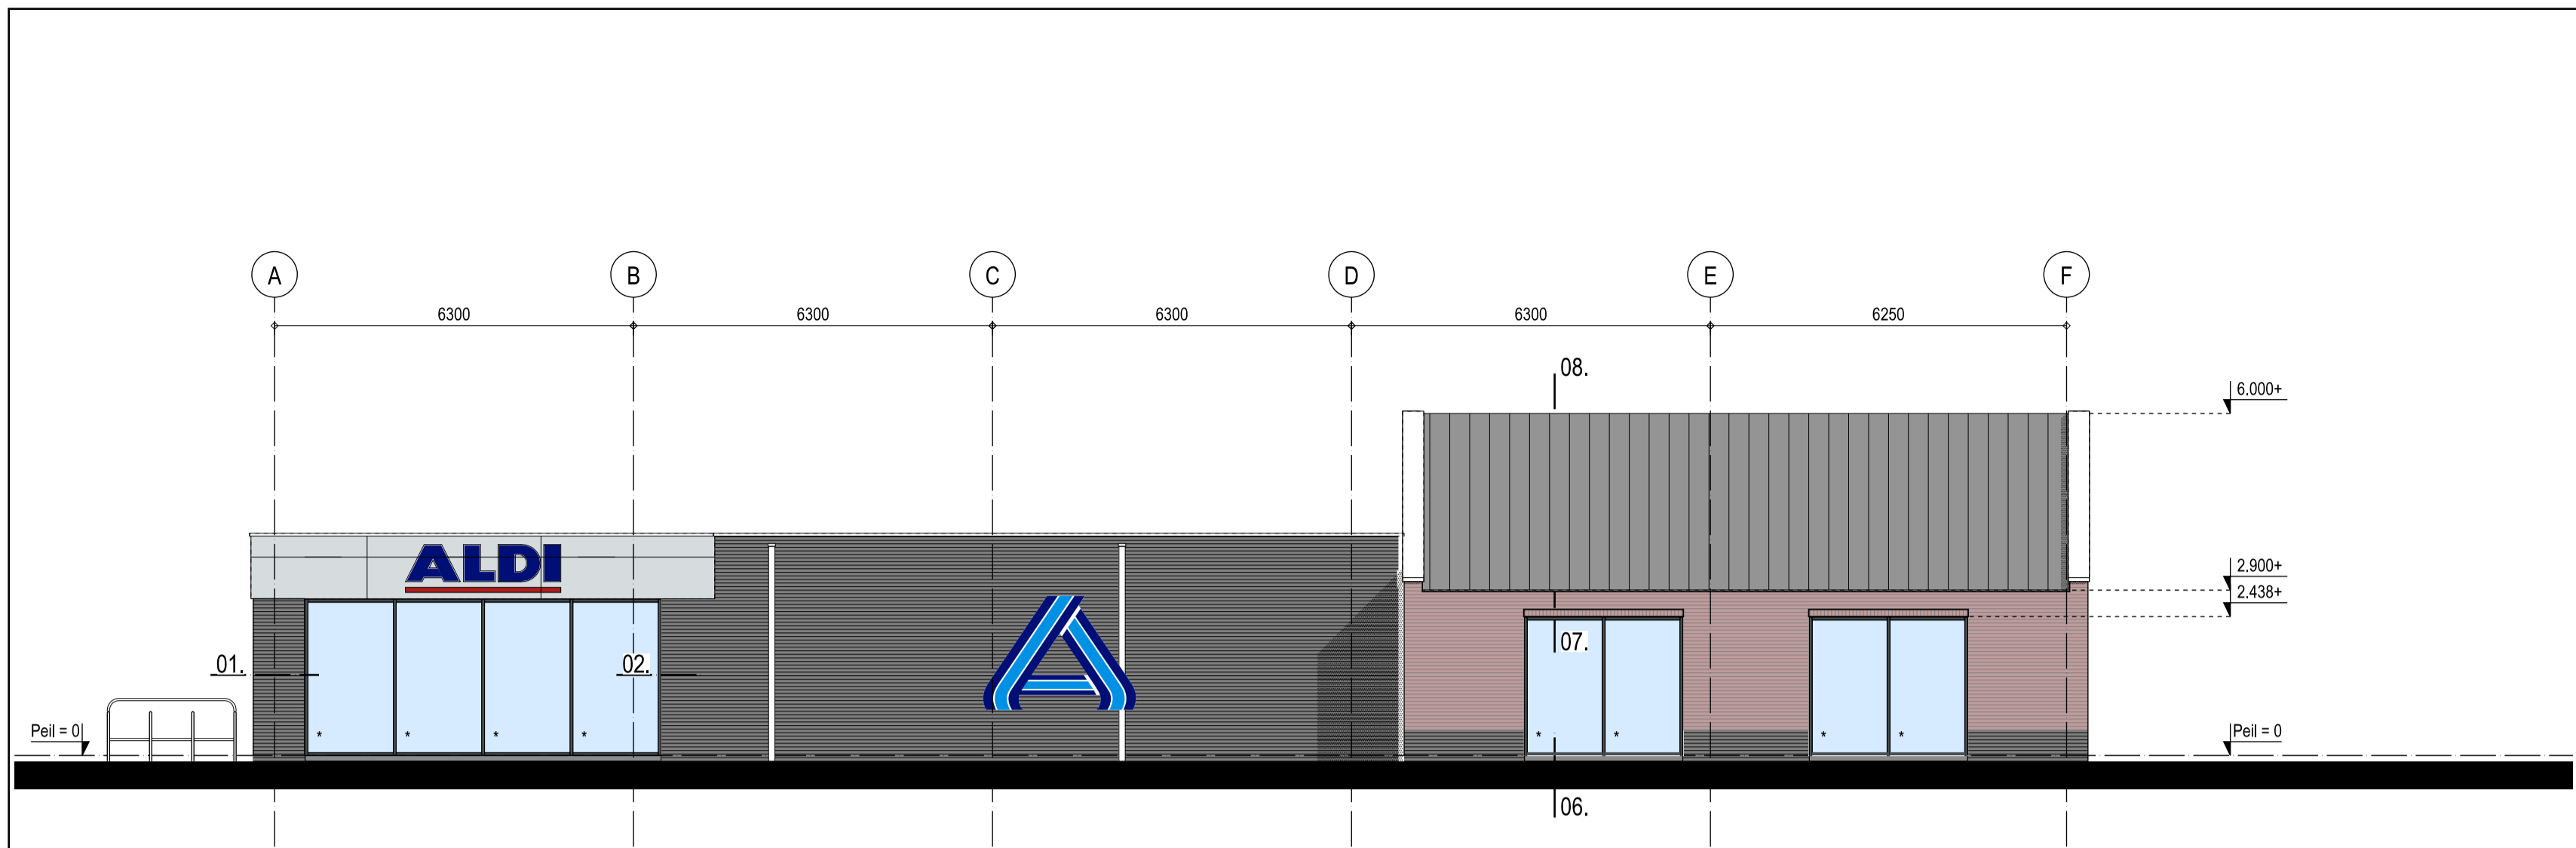 A B C D E F
6300 6300 6300 6300 6250
08.
6.000+
ALDI
2.900+
2.438+
01. 02. 07.
* * * * * * * *
Peil = 0 Peil = 0
06.